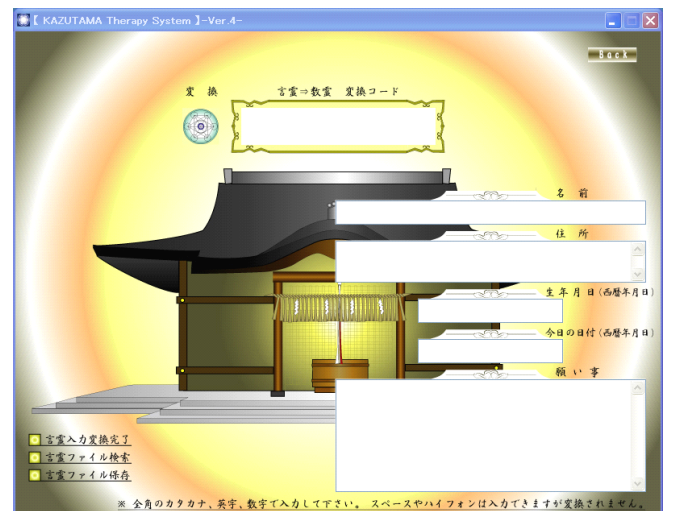 【 KAZUTAMA Therapy System 】-Ver.4-
Back
変 換
言霊⇒数霊 変換コード
名 前
住 所
生 年 月 日 (西暦年月日)
今日の日付 (西暦年月日)
願 い 事
言霊入力変換完了
言霊ファイル検索
言霊ファイル保存
※ 全角のカタカナ、英字、数字で入力して下さい。 スペースやハイフォンは入力できますが変換されません。